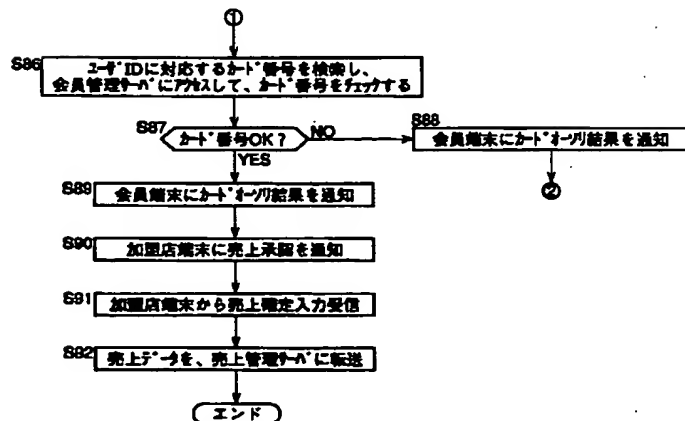 ①
S86
ユーザIDに対応するカード番号を検索し、
会員管理サーバにアクセスして、カード番号をチェックする
S87
カード番号OK?
NO
S88
会員端末にカードオーソリ結果を通知
②
YES
S89
会員端末にカードオーソリ結果を通知
S90
加盟店端末に売上承認を通知
S91
加盟店端末から売上確定入力受信
S92
売上データを、売上管理サーバに転送
エンド